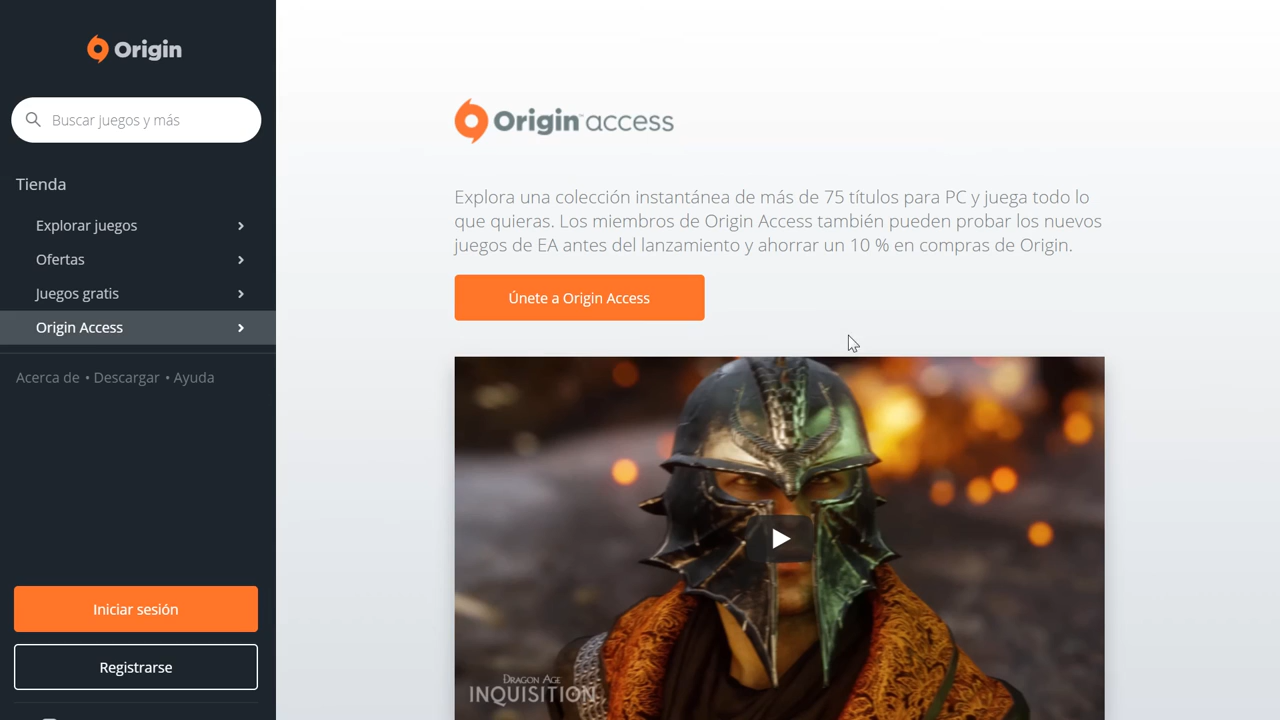 Origin
Buscar juegos y más
Tienda
Explorar juegos
Ofertas
Juegos gratis
Origin Access
Acerca de • Descargar • Ayuda
Iniciar sesión
Registrarse
Origin access
Explora una colección instantánea de más de 75 títulos para PC y juega todo lo
que quieras. Los miembros de Origin Access también pueden probar los nuevos
juegos de EA antes del lanzamiento y ahorrar un 10 % en compras de Origin.
Únete a Origin Access
DRAGON AGE
INQUISITION